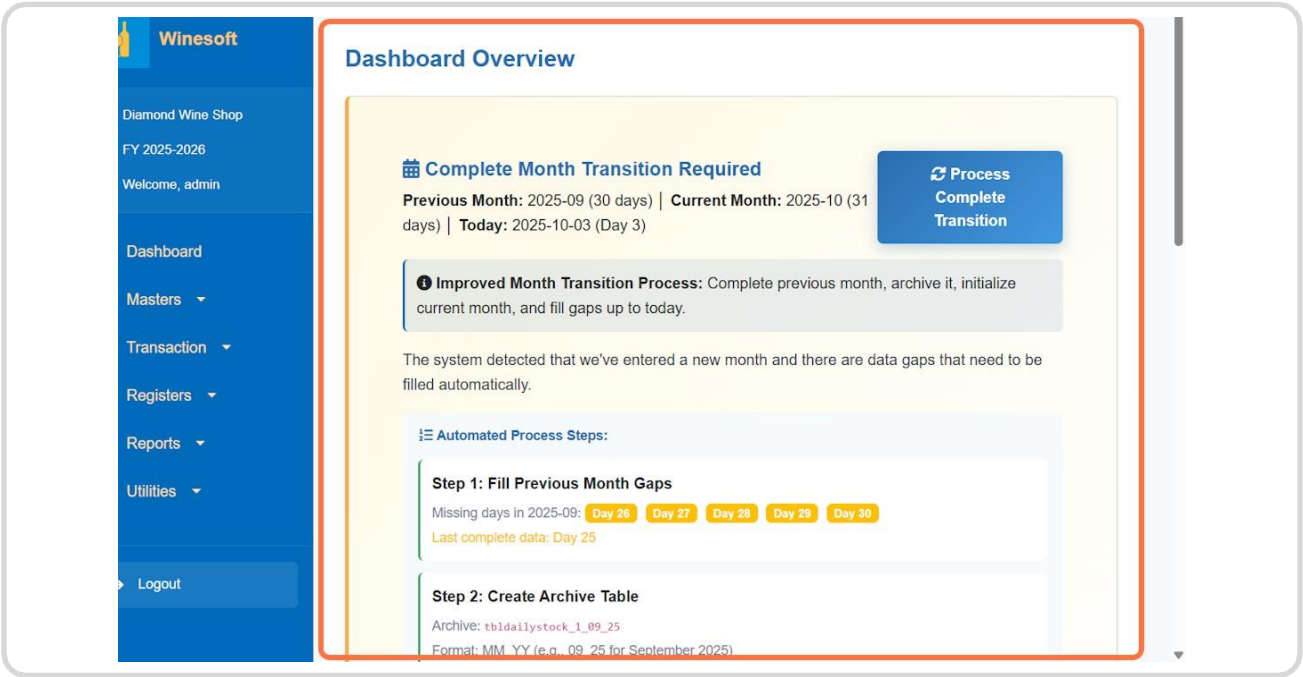 Winesoft
Diamond Wine Shop
FY 2025-2026
Welcome, admin
Dashboard
Masters
Transaction
Registers
Reports
Utilities
Logout
Dashboard Overview
Complete Month Transition Required
Previous Month: 2025-09 (30 days) | Current Month: 2025-10 (31
days) | Today: 2025-10-03 (Day 3)
Process
Complete
Transition
Improved Month Transition Process: Complete previous month, archive it, initialize
current month, and fill gaps up to today.
The system detected that we've entered a new month and there are data gaps that need to be
filled automatically.
Automated Process Steps:
Step 1: Fill Previous Month Gaps
Missing days in 2025-09: Day 26 Day 27 Day 28 Day 29 Day 30
Last complete data: Day 25
Step 2: Create Archive Table
Archive: tbldailystock_1_09_25
Format: MM_YY (e.g., 09_25 for September 2025)